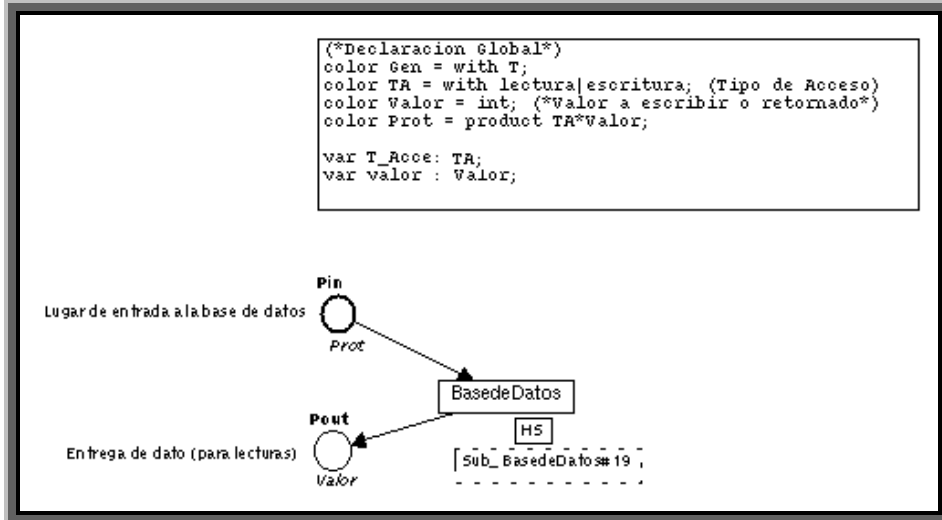 (*Declaracion Global*)
color Gen = with T;
color TA = with lectura|escritura; (Tipo de Acceso)
color Valor = int; (*Valor a escribir o retornado*)
color Prot = product TA*Valor;
var T_Acce: TA;
var valor : Valor;
Pin
Lugar de entrada a la base de datos
Prot
BasedeDatos
Pout
HS
Entrega de dato (para lecturas)
Sub_BasedeDatos#19
Valor